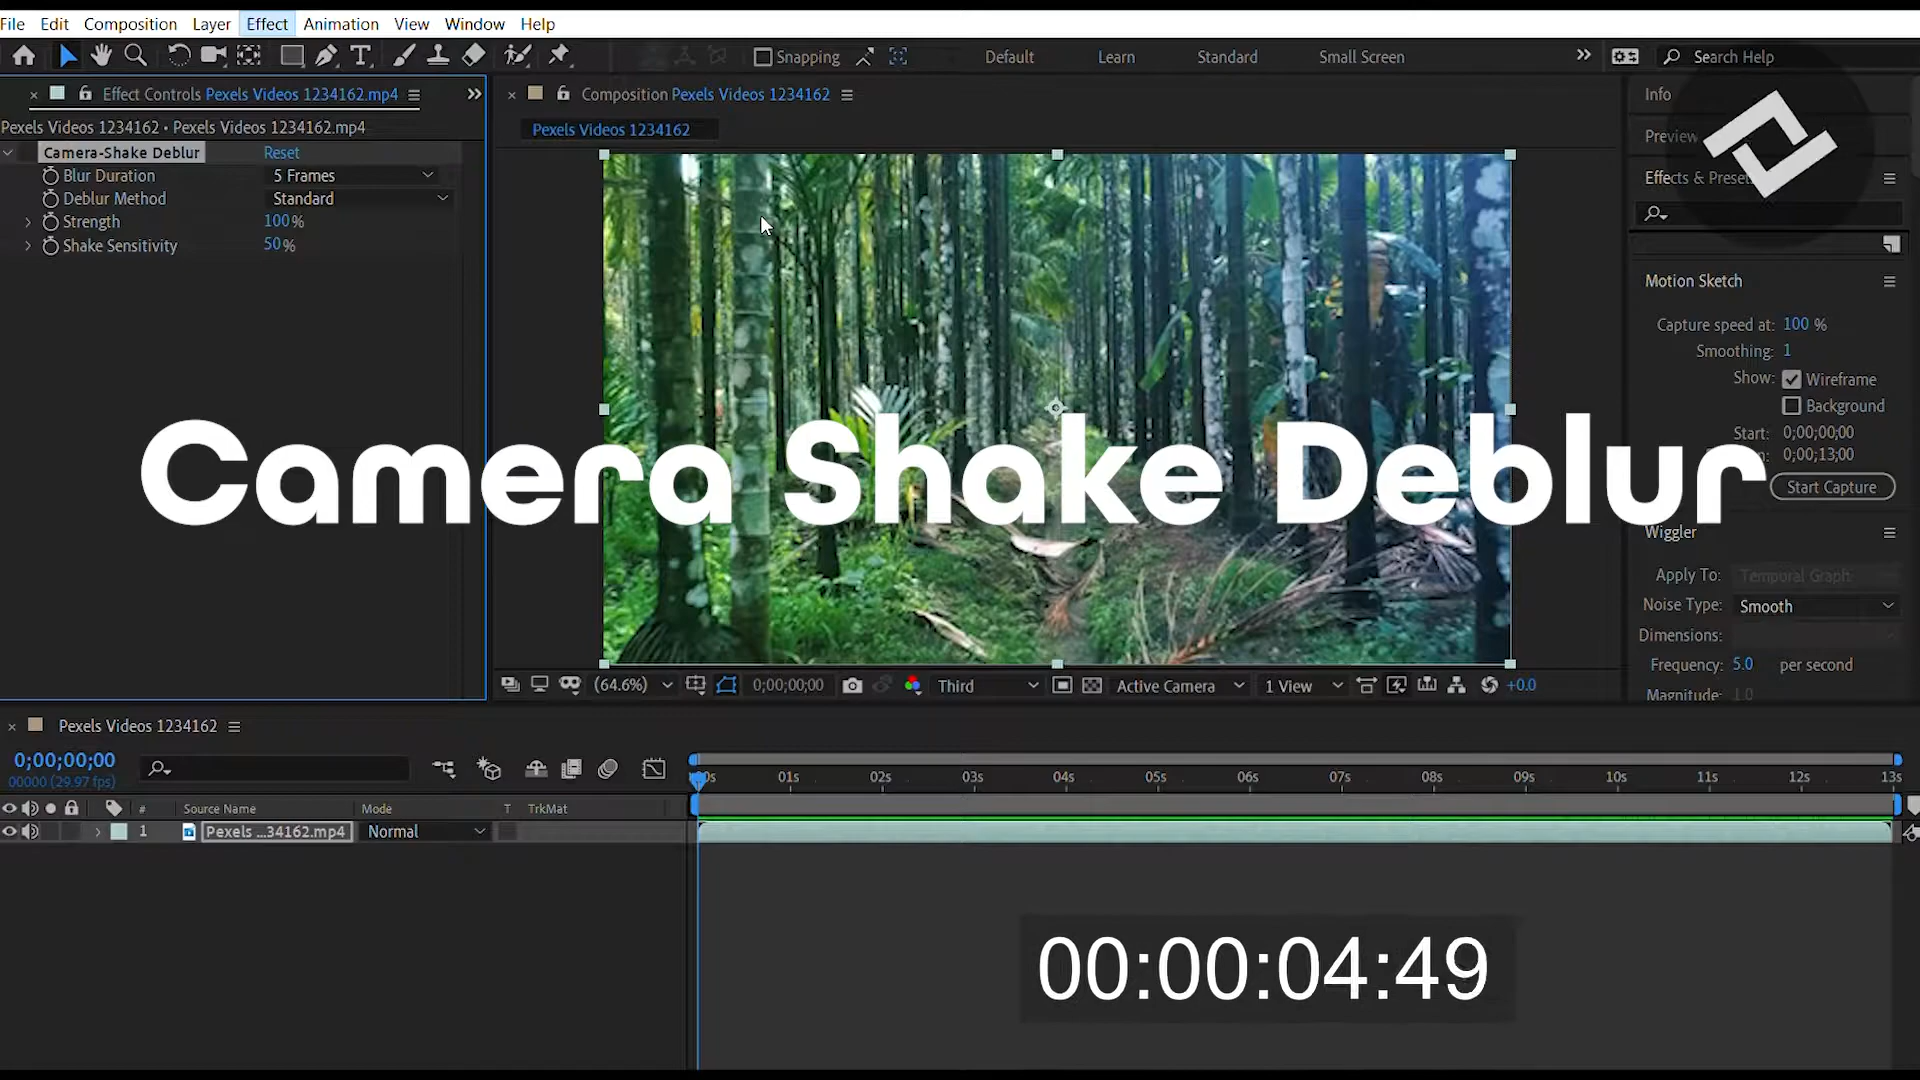 File Edit Composition Layer Effect Animation View Window Help
Snapping Default Learn Standard Small Screen Search Help
Effect Controls Pexels Videos 1234162.mp4
Pexels Videos 1234162 • Pexels Videos 1234162.mp4
Camera-Shake Deblur Reset
Blur Duration 5 Frames
Deblur Method Standard
Strength 100%
Shake Sensitivity 50%
Composition Pexels Videos 1234162
Pexels Videos 1234162
Info
Preview
Effects & Presets
Motion Sketch
Capture speed at: 100 %
Smoothing: 1
Show: Wireframe
Background
Start: 0;00;00;00
0;00;13;00
Start Capture
Camera Shake Deblur
Wiggler
Apply To: Temporal Graph
Noise Type: Smooth
Dimensions:
Frequency: 5.0 per second
Magnitude: 1.0
(64.6%) 0;00;00;00 Third Active Camera 1 View +0.0
Pexels Videos 1234162
0;00;00;00
00000 (29.97 fps)
01s 02s 03s 04s 05s 06s 07s 08s 09s 10s 11s 12s 13s
# Source Name Mode T TrkMat
1 Pexels ...34162.mp4 Normal
00:00:04:49